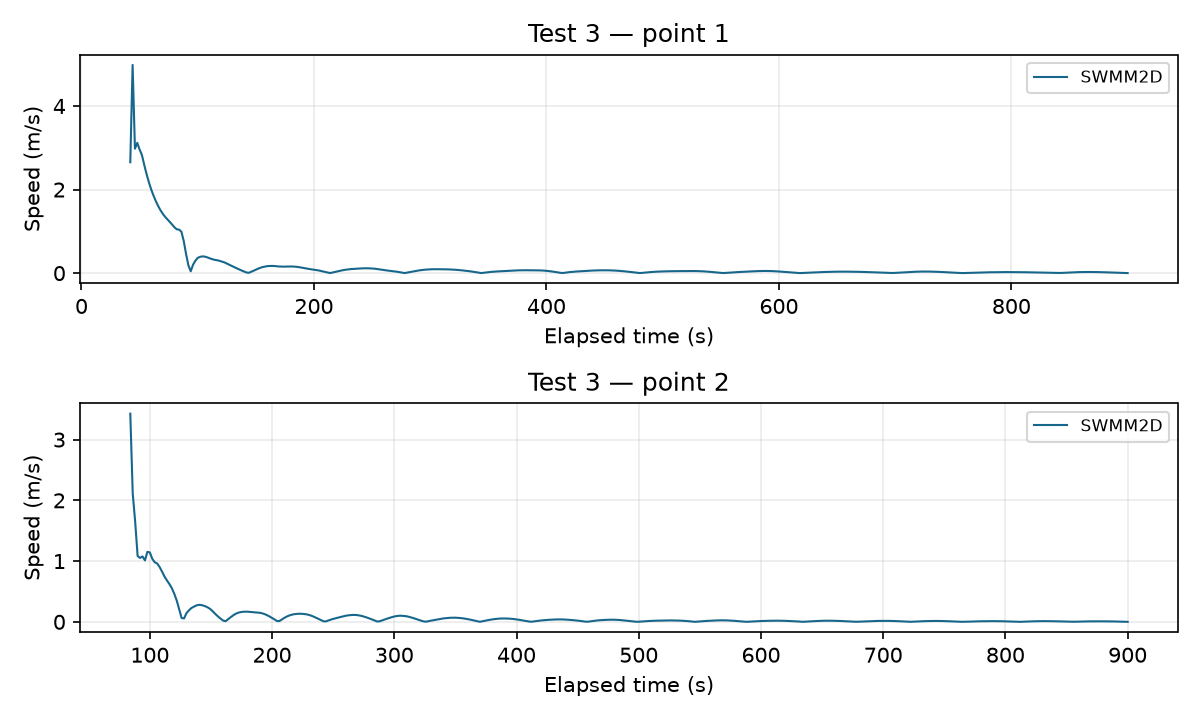 Test 3 — point 1
SWMM2D
Speed (m/s)
4
2
0
0 200 400 600 800
Elapsed time (s)
Test 3 — point 2
SWMM2D
Speed (m/s)
3
2
1
0
100 200 300 400 500 600 700 800 900
Elapsed time (s)